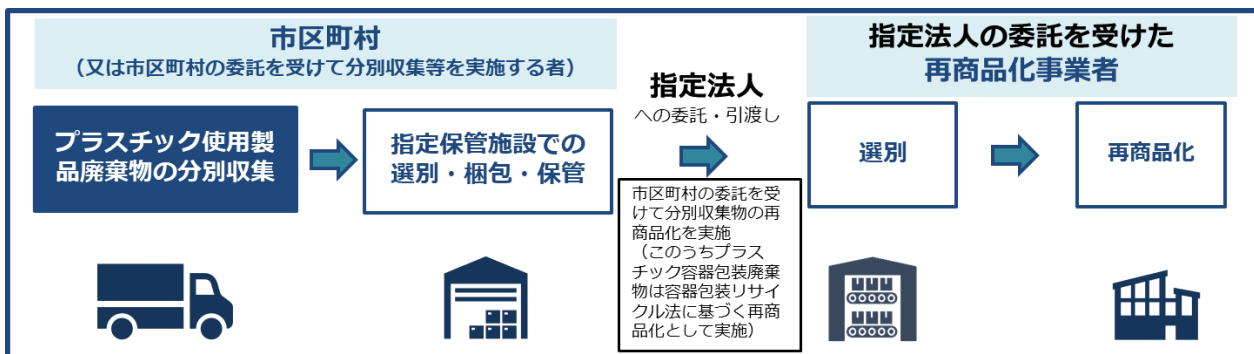 市区町村
（又は市区町村の委託を受けて分別収集等を実施する者）
プラスチック使用製
品廃棄物の分別収集
指定保管施設での
選別・梱包・保管
指定法人
への委託・引渡し
市区町村の委託を受
けて分別収集物の再
商品化を実施
（このうちプラス
チック容器包装廃棄
物は容器包装リサイ
クル法に基づく再商
品化として実施）
指定法人の委託を受けた
再商品化事業者
選別
再商品化